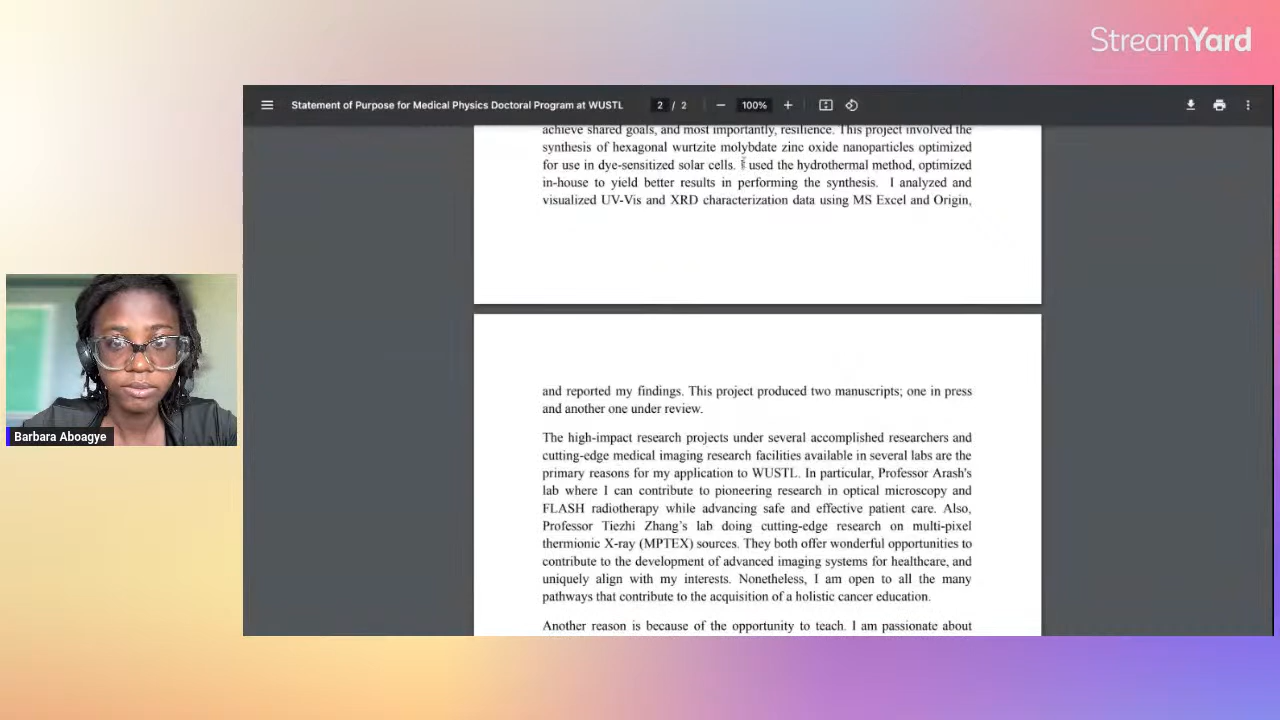 StreamYard
Statement of Purpose for Medical Physics Doctoral Program at WUSTL 2 / 2 100%
achieve shared goals, and most importantly, resilience. This project involved the
synthesis of hexagonal wurtzite molybdate zinc oxide nanoparticles optimized
for use in dye-sensitized solar cells. I used the hydrothermal method, optimized
in-house to yield better results in performing the synthesis. I analyzed and
visualized UV-Vis and XRD characterization data using MS Excel and Origin,
and reported my findings. This project produced two manuscripts; one in press
and another one under review.
The high-impact research projects under several accomplished researchers and
cutting-edge medical imaging research facilities available in several labs are the
primary reasons for my application to WUSTL. In particular, Professor Arash's
lab where I can contribute to pioneering research in optical microscopy and
FLASH radiotherapy while advancing safe and effective patient care. Also,
Professor Tiezhi Zhang's lab doing cutting-edge research on multi-pixel
thermionic X-ray (MPTEX) sources. They both offer wonderful opportunities to
contribute to the development of advanced imaging systems for healthcare, and
uniquely align with my interests. Nonetheless, I am open to all the many
pathways that contribute to the acquisition of a holistic cancer education.
Another reason is because of the opportunity to teach. I am passionate about
Barbara Aboagye